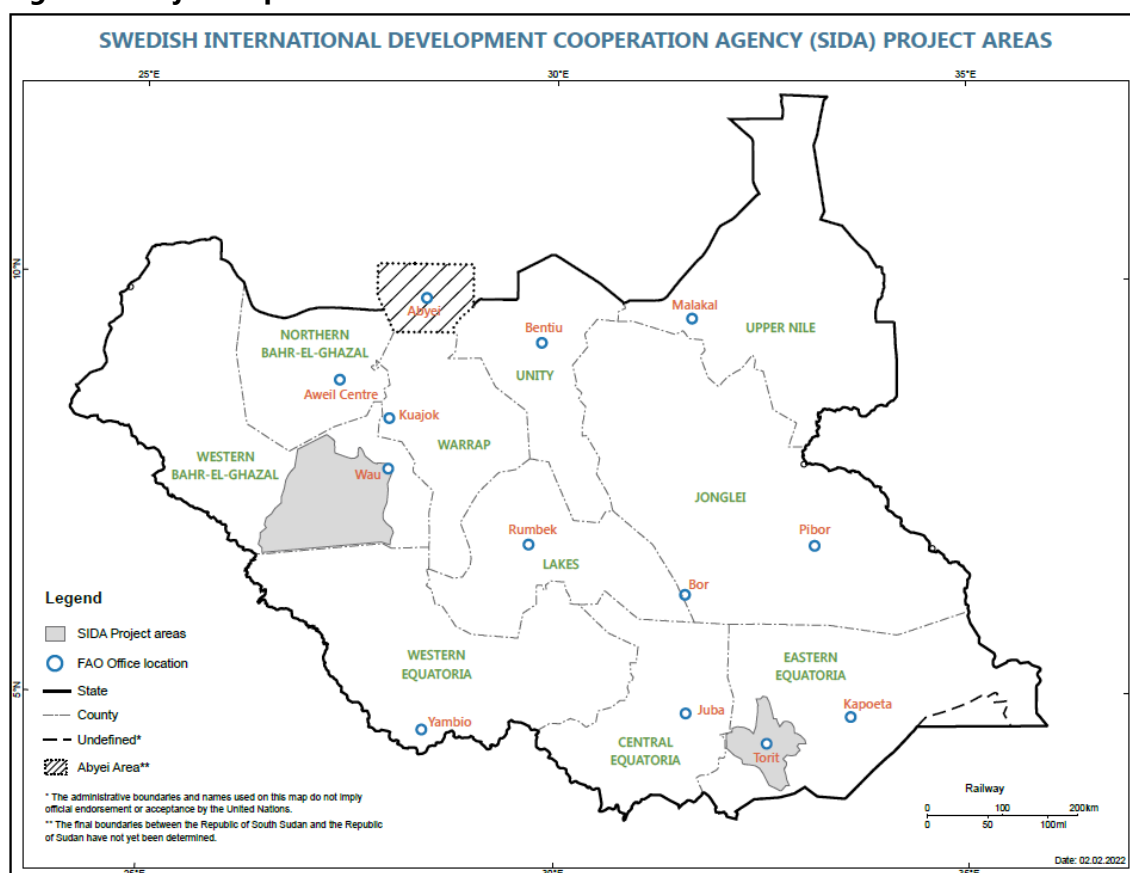 SWEDISH INTERNATIONAL DEVELOPMENT COOPERATION AGENCY (SIDA) PROJECT AREAS
25°E
30°E
35°E
10°N
Abyei
Malakal
Bentiu
UPPER NILE
NORTHERN
BAHR-EL-GHAZAL
UNITY
Aweil Centre
Kuajok
WARRAP
WESTERN
BAHR-EL-GHAZAL
Wau
JONGLEI
Rumbek
Pibor
LAKES
Bor
Legend
SIDA Project areas
FAO Office location
State
County
Undefined*
Abyei Area**
WESTERN
EQUATORIA
EASTERN
EQUATORIA
5°N
Juba
Kapoeta
Yambio
CENTRAL
EQUATORIA
Torit
* The administrative boundaries and names used on this map do not imply
official endorsement or acceptance by the United Nations.
** The final boundaries between the Republic of South Sudan and the Republic
of Sudan have not yet been determined.
Railway
0 100 200km
0 50 100ml
Date: 02.02.2022